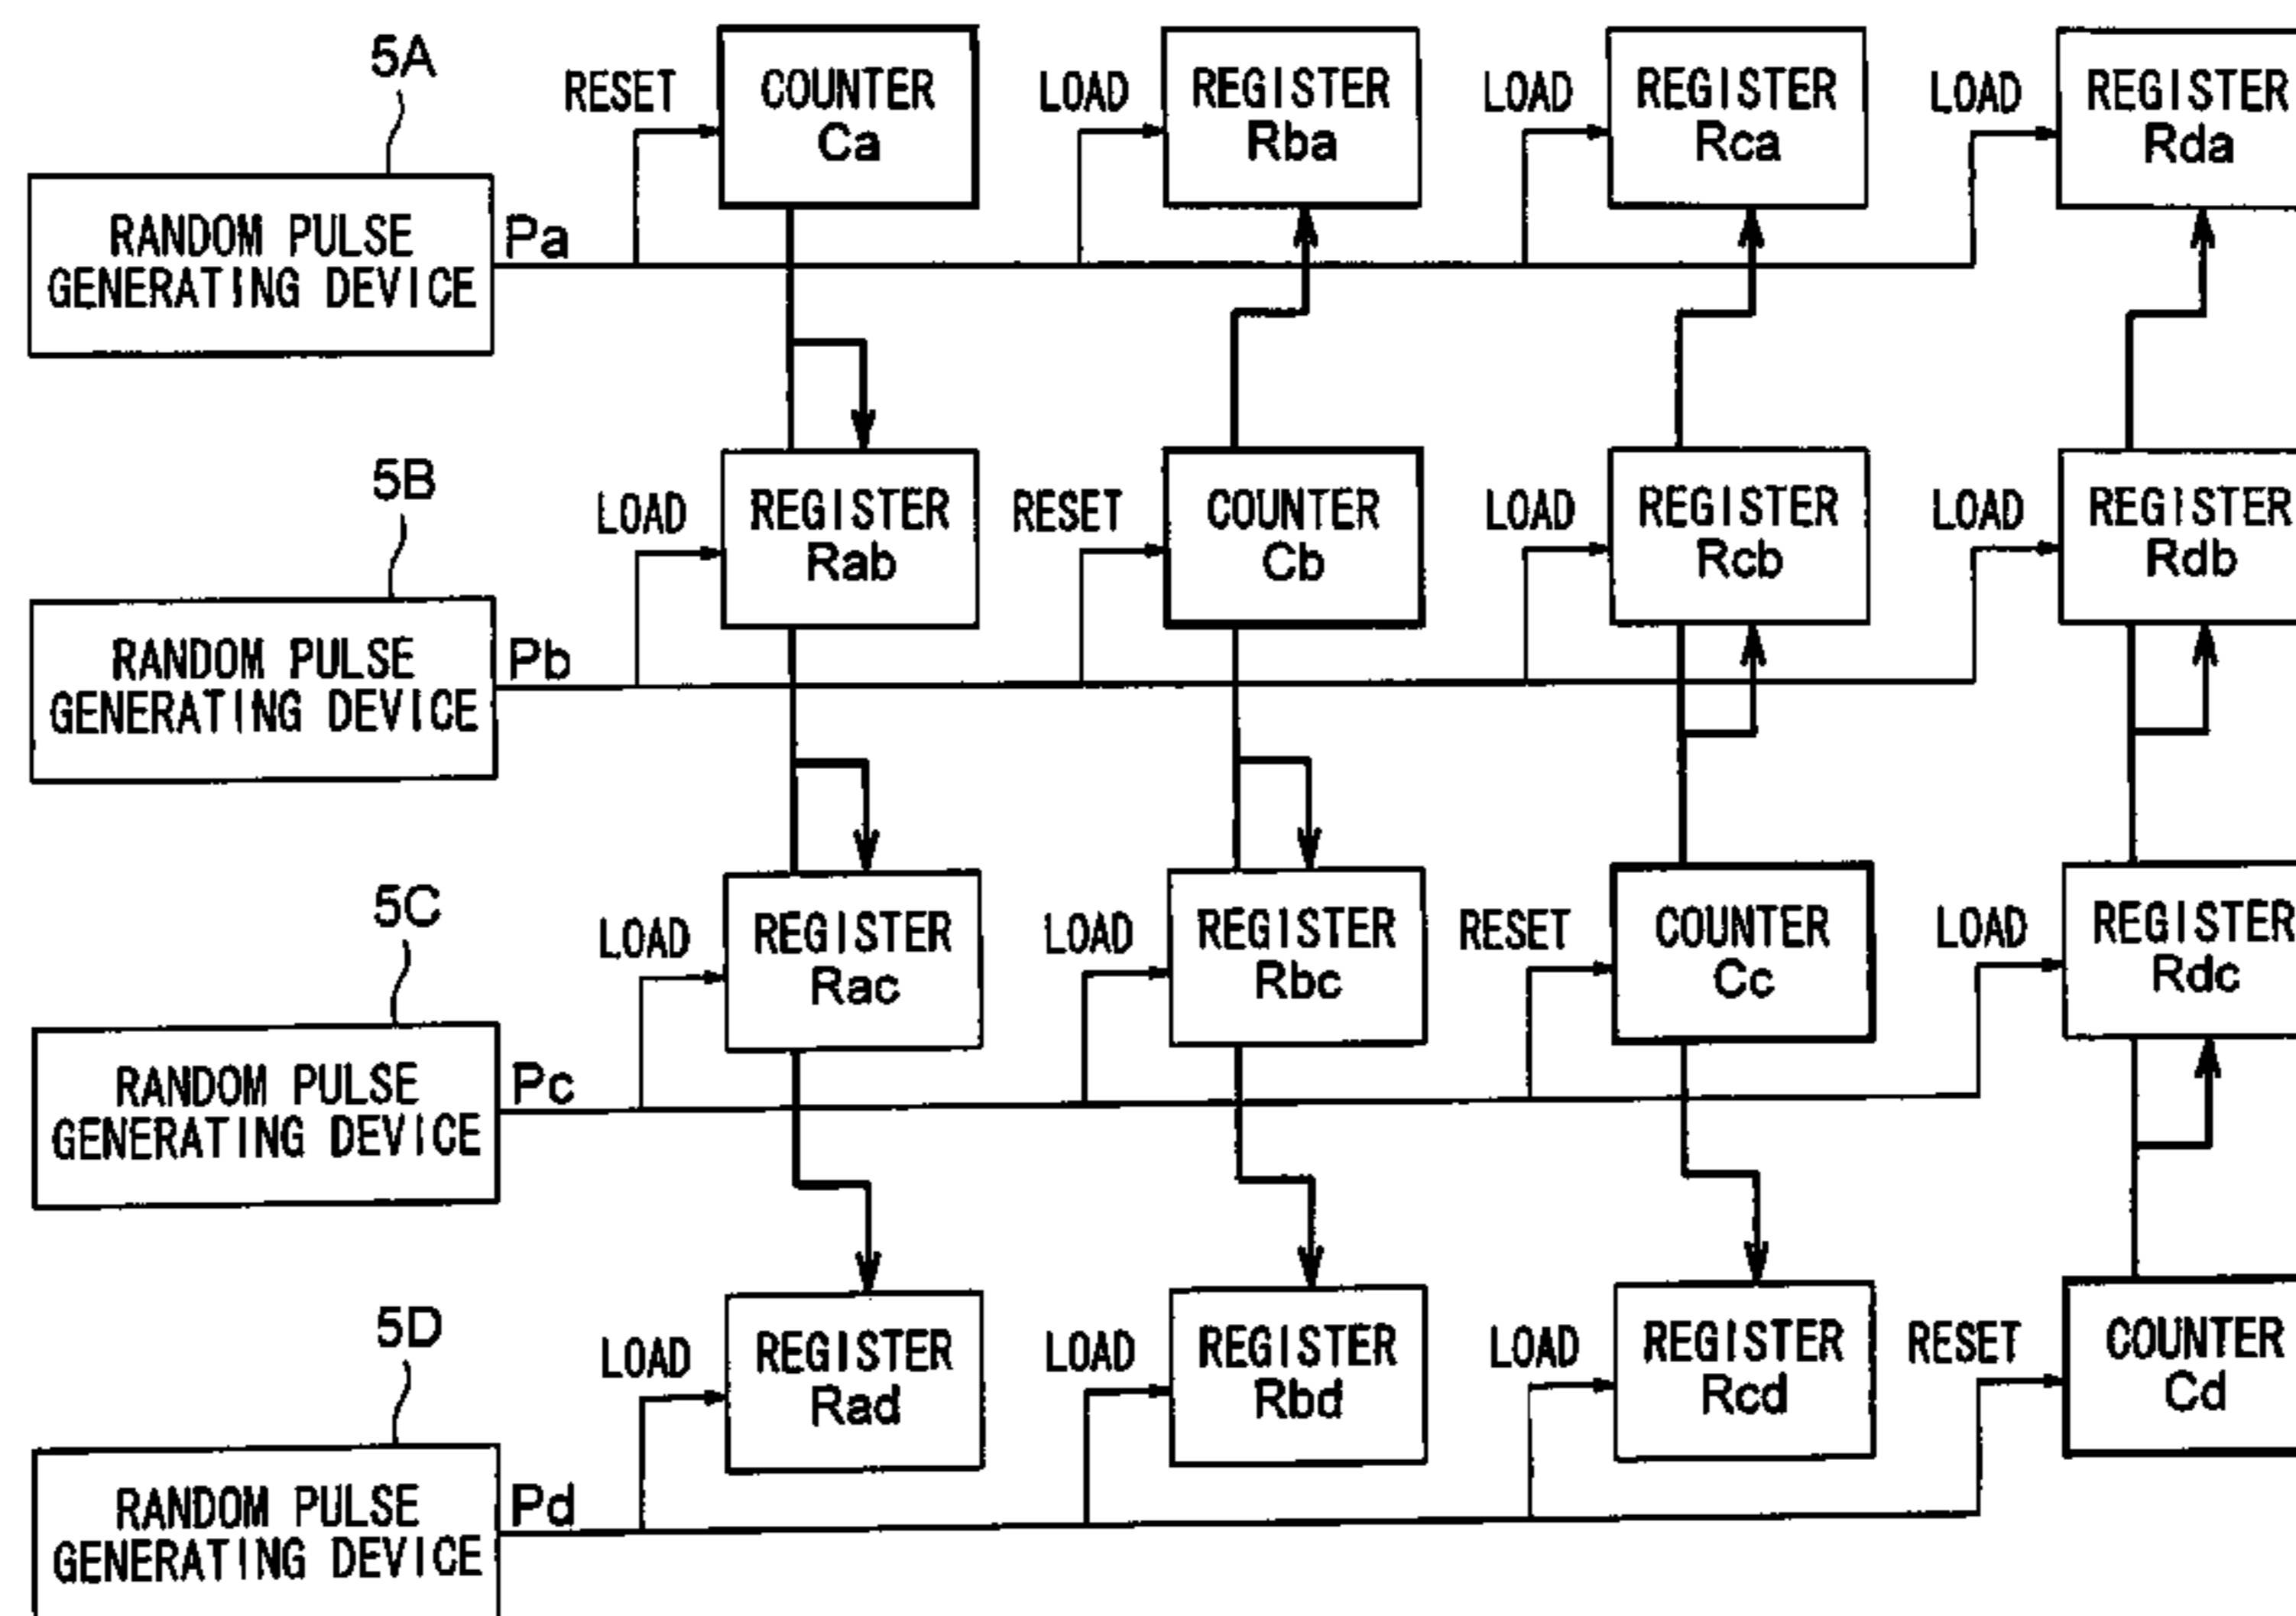 5A
RESET
COUNTER
Ca
LOAD
REGISTER
Rba
LOAD
REGISTER
Rca
LOAD
REGISTER
Rda
RANDOM PULSE
GENERATING DEVICE
Pa
5B
LOAD
REGISTER
Rab
RESET
COUNTER
Cb
LOAD
REGISTER
Rcb
LOAD
REGISTER
Rdb
RANDOM PULSE
GENERATING DEVICE
Pb
5C
LOAD
REGISTER
Rac
LOAD
REGISTER
Rbc
RESET
COUNTER
Cc
LOAD
REGISTER
Rdc
RANDOM PULSE
GENERATING DEVICE
Pc
5D
LOAD
REGISTER
Rad
LOAD
REGISTER
Rbd
LOAD
REGISTER
Rcd
RESET
COUNTER
Cd
RANDOM PULSE
GENERATING DEVICE
Pd